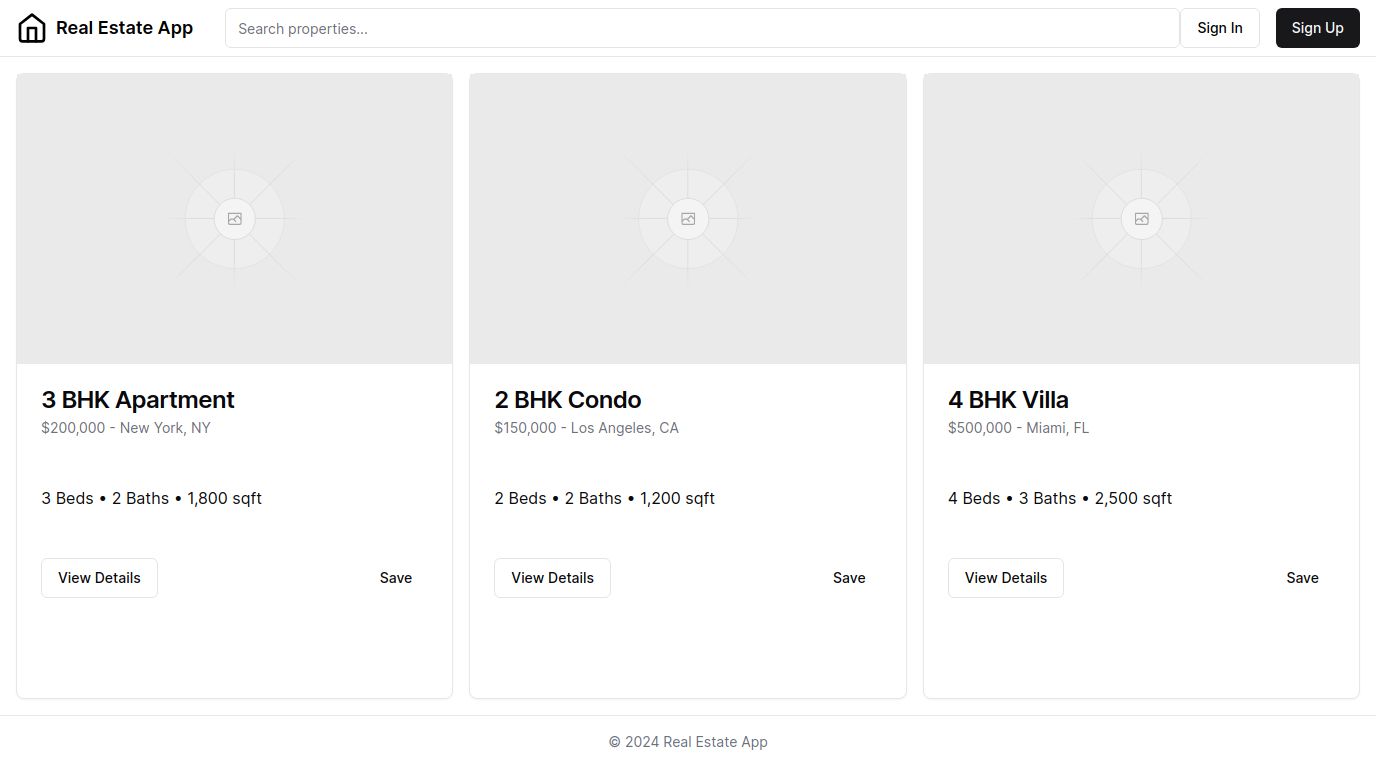 Real Estate App
Search properties...
Sign In
Sign Up
3 BHK Apartment
$200,000 - New York, NY
3 Beds • 2 Baths • 1,800 sqft
View Details
Save
2 BHK Condo
$150,000 - Los Angeles, CA
2 Beds • 2 Baths • 1,200 sqft
View Details
Save
4 BHK Villa
$500,000 - Miami, FL
4 Beds • 3 Baths • 2,500 sqft
View Details
Save
© 2024 Real Estate App